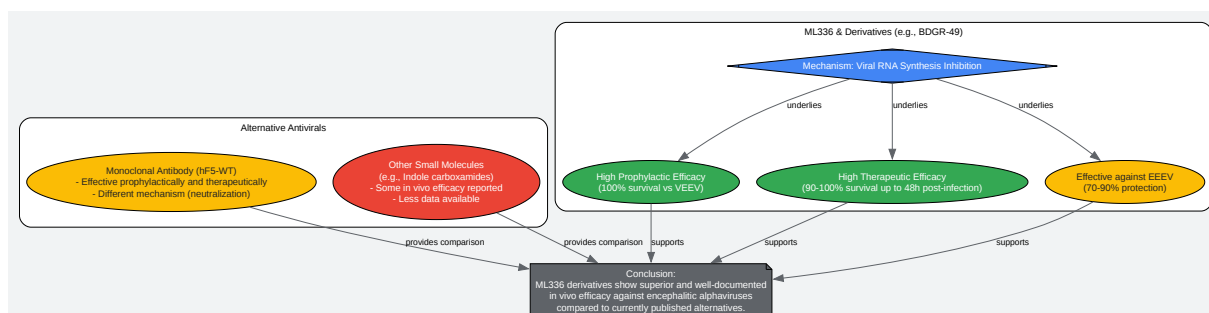 ML336 & Derivatives (e.g., BDGR-49)
Mechanism: Viral RNA Synthesis Inhibition
underlies
underlies
underlies
Alternative Antivirals
Monoclonal Antibody (hF5-WT)
- Effective prophylactically and therapeutically
- Different mechanism (neutralization)
Other Small Molecules
(e.g., Indole carboxamides)
- Some in vivo efficacy reported
- Less data available
High Prophylactic Efficacy
(100% survival vs VEEV)
High Therapeutic Efficacy
(90-100% survival up to 48h post-infection)
Effective against EEEV
(70-90% protection)
provides comparison
provides comparison
supports
supports
supports
Conclusion:
ML336 derivatives show superior and well-documented
in vivo efficacy against encephalitic alphaviruses
compared to currently published alternatives.